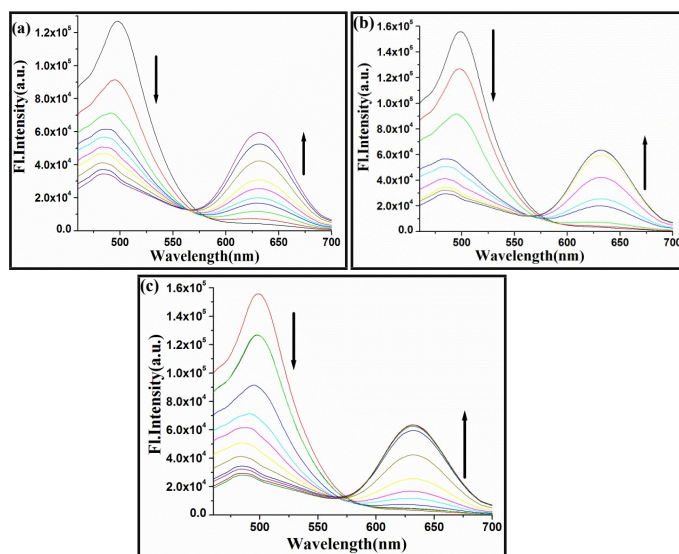 (a)
1.2x10⁵
1.0x10⁵
8.0x10⁴
6.0x10⁴
4.0x10⁴
2.0x10⁴
0.0
Fl.Intensity(a.u.)
500 550 600 650 700
Wavelength(nm)
(b)
1.6x10⁵
1.4x10⁵
1.2x10⁵
1.0x10⁵
8.0x10⁴
6.0x10⁴
4.0x10⁴
2.0x10⁴
0.0
Fl.Intensity(a.u.)
500 550 600 650 700
Wavelength(nm)
(c)
1.6x10⁵
1.4x10⁵
1.2x10⁵
1.0x10⁵
8.0x10⁴
6.0x10⁴
4.0x10⁴
2.0x10⁴
0.0
Fl.Intensity(a.u.)
500 550 600 650 700
Wavelength(nm)